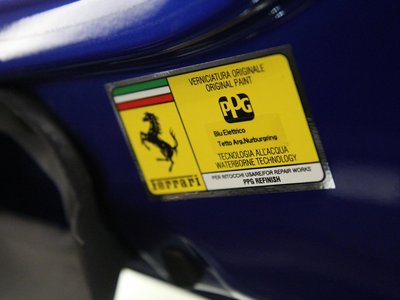 VERNICIATURA ORIGINALE
ORIGINAL PAINT
PPG
Blu Elettrico
Tetto Arg.Nurburgring
TECNOLOGIA ALL'ACQUA
WATERBORNE TECHNOLOGY
Ferrari
PER RITOCCHI USARE/FOR REPAIR WORKS
PPG REFINISH